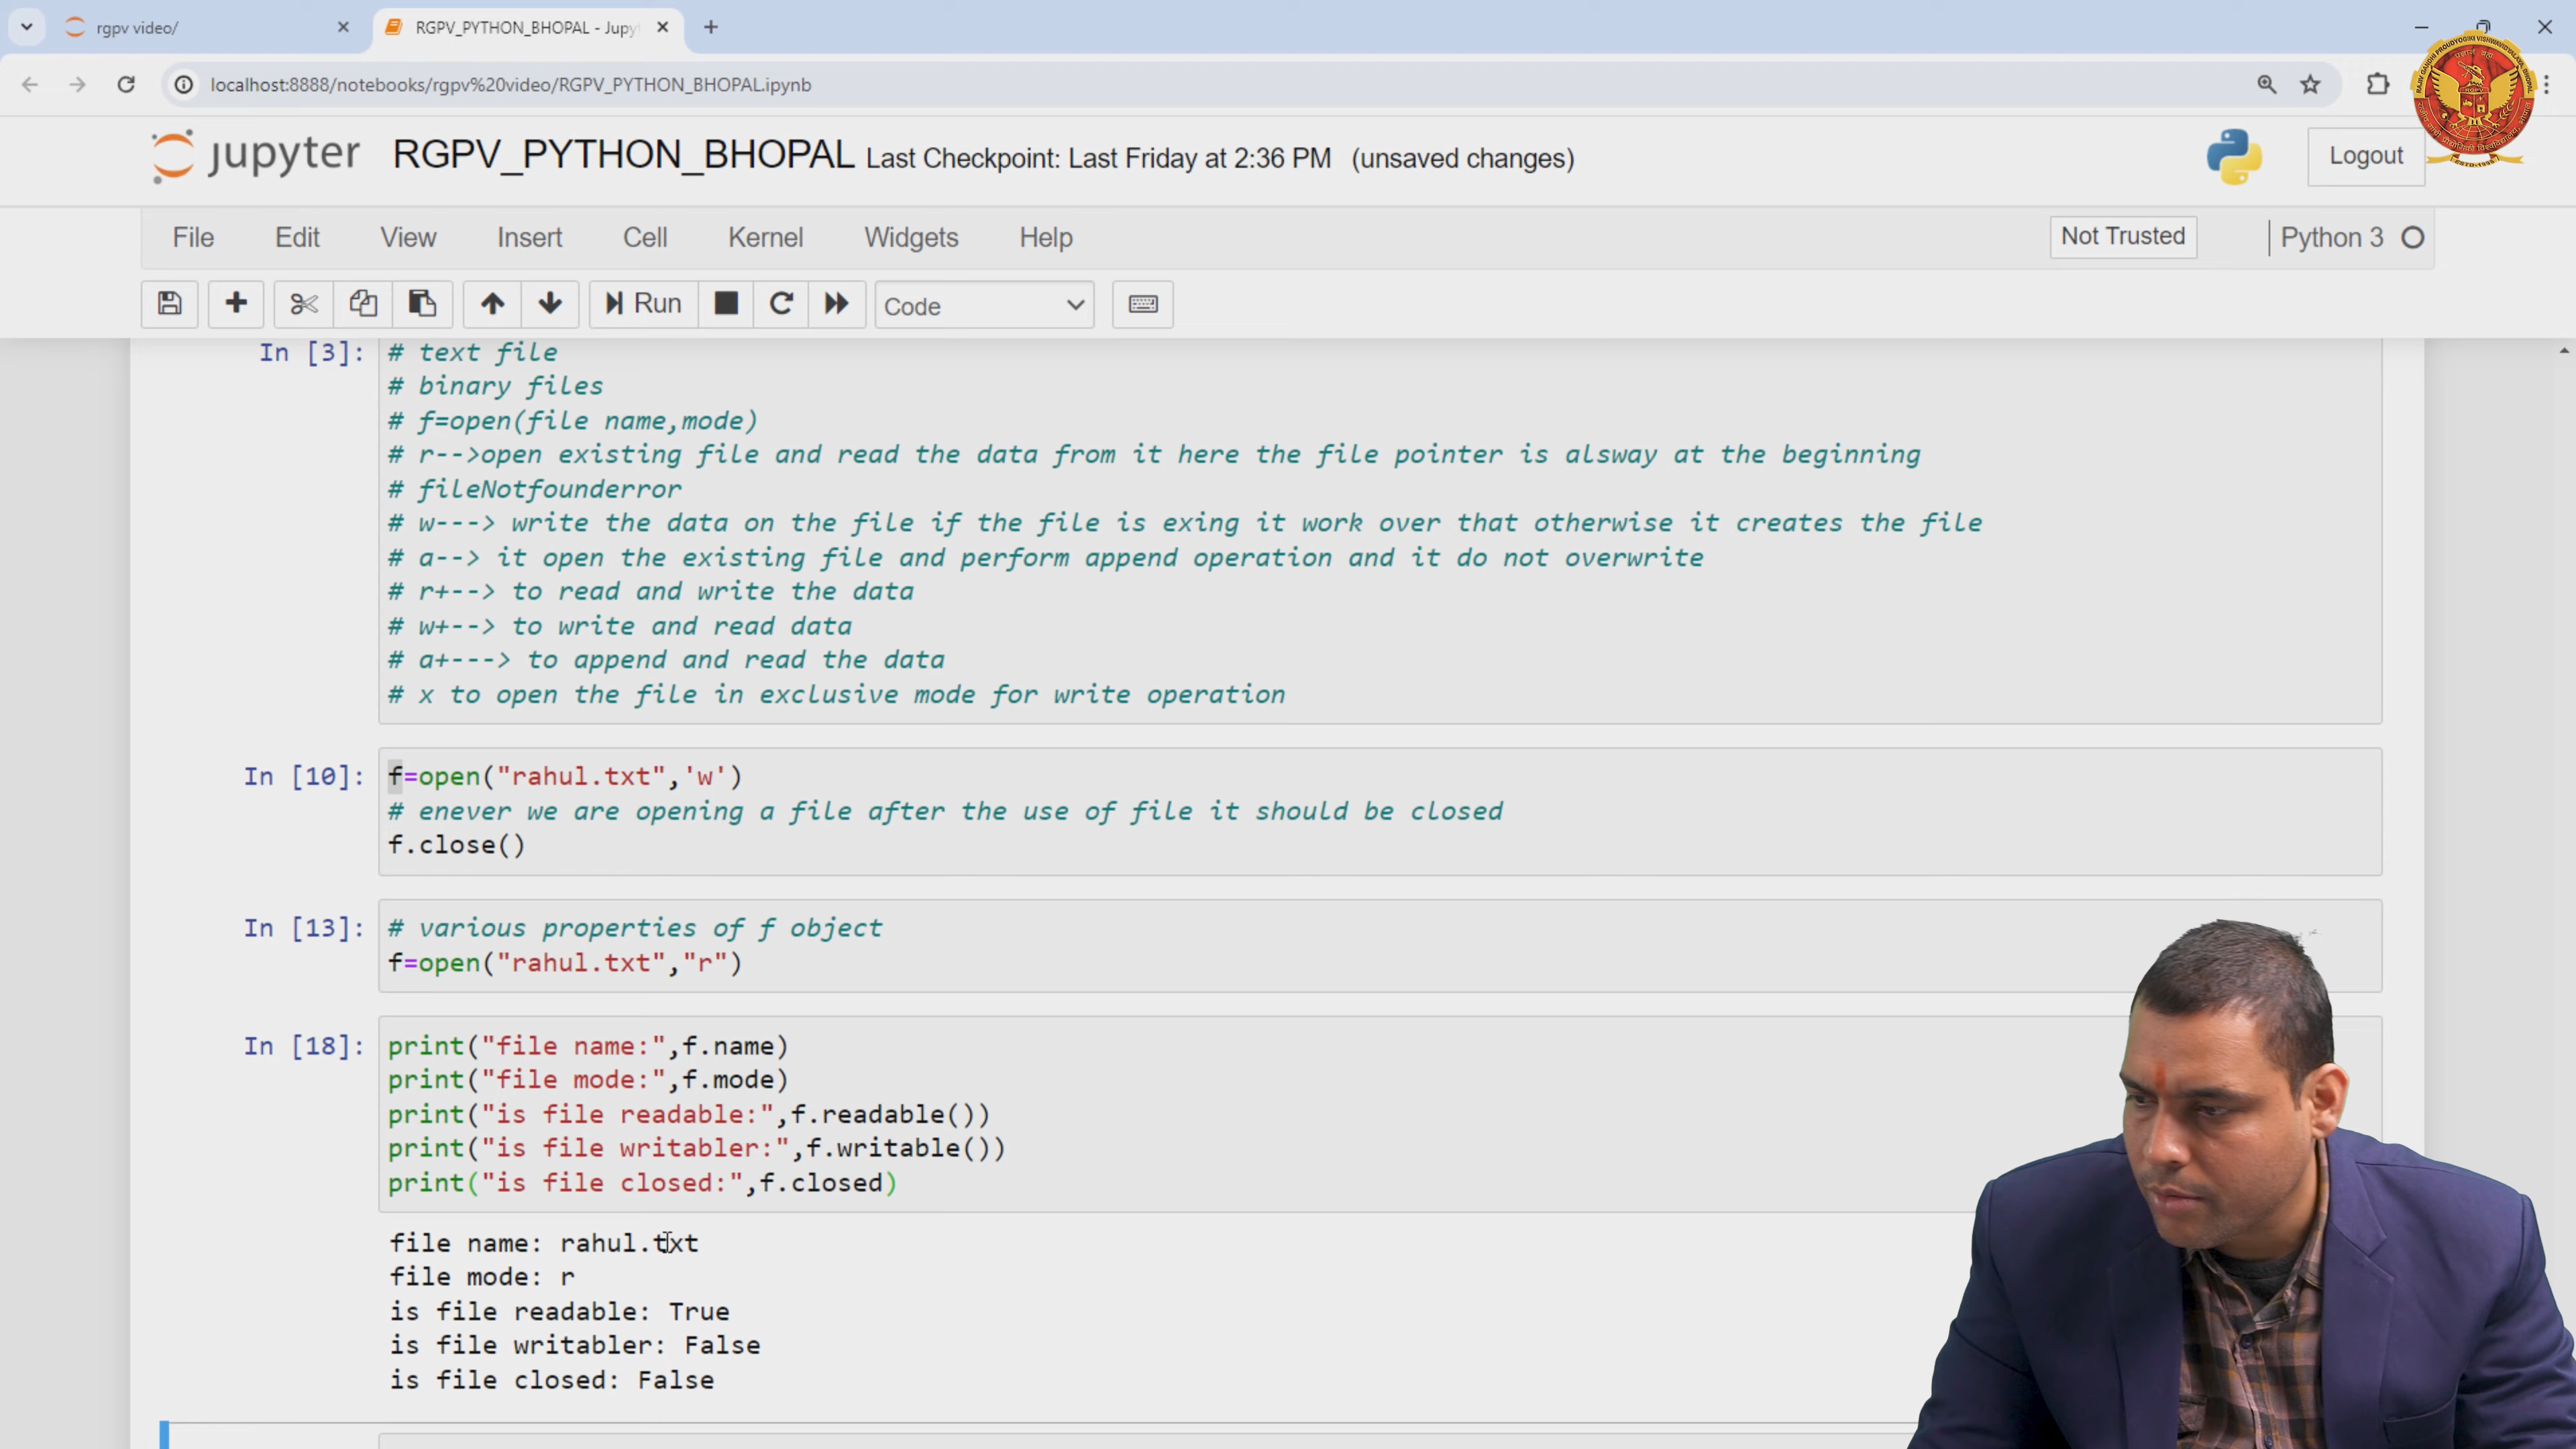 rgpv video/
RGPV_PYTHON_BHOPAL - Jupy
localhost:8888/notebooks/rgpv%20video/RGPV_PYTHON_BHOPAL.ipynb
jupyter RGPV_PYTHON_BHOPAL Last Checkpoint: Last Friday at 2:36 PM (unsaved changes)
Logout
File Edit View Insert Cell Kernel Widgets Help
Not Trusted
Python 3
Run
Code
In [3]: # text file
# binary files
# f=open(file name,mode)
# r-->open existing file and read the data from it here the file pointer is alsway at the beginning
# fileNotfounderror
# w---> write the data on the file if the file is exing it work over that otherwise it creates the file
# a--> it open the existing file and perform append operation and it do not overwrite
# r+--> to read and write the data
# w+--> to write and read data
# a+---> to append and read the data
# x to open the file in exclusive mode for write operation
In [10]: f=open("rahul.txt",'w')
# enever we are opening a file after the use of file it should be closed
f.close()
In [13]: # various properties of f object
f=open("rahul.txt","r")
In [18]: print("file name:",f.name)
print("file mode:",f.mode)
print("is file readable:",f.readable())
print("is file writabler:",f.writable())
print("is file closed:",f.closed)
file name: rahul.txt
file mode: r
is file readable: True
is file writabler: False
is file closed: False